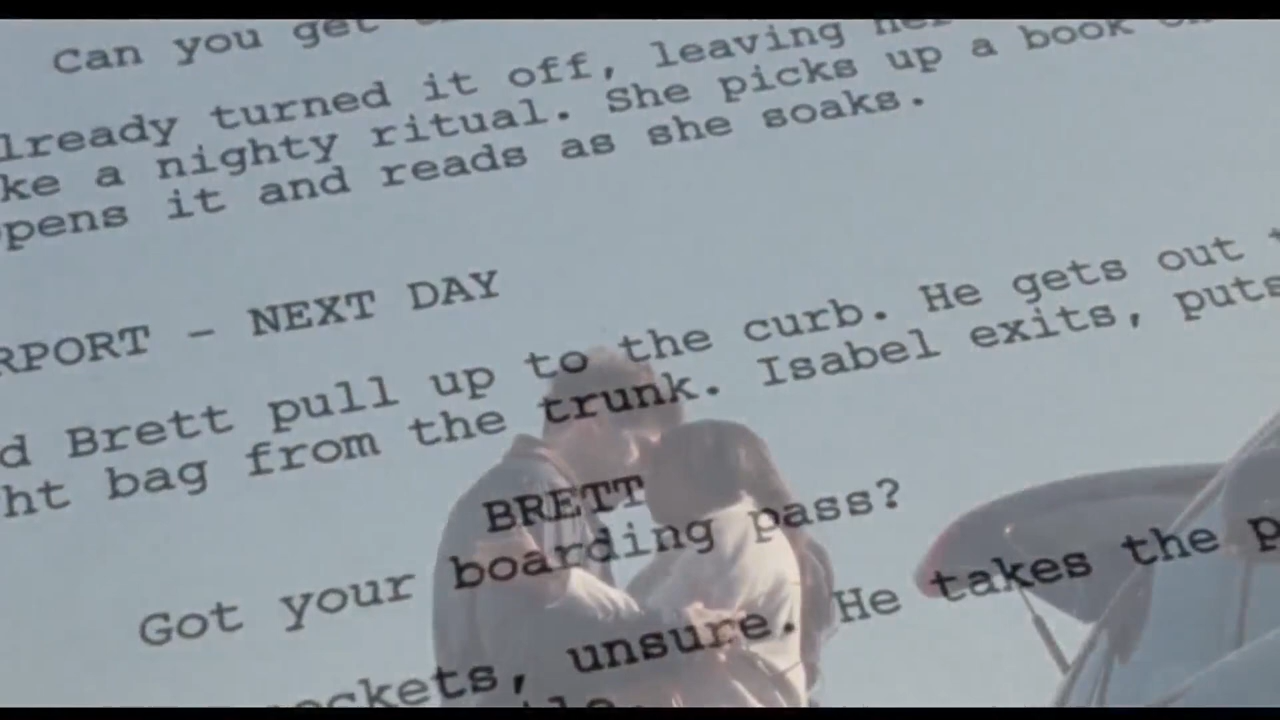 Can you get
lready turned it off, leaving her
ke a nighty ritual. She picks up a book
pens it and reads as she soaks.
RPORT - NEXT DAY
d Brett pull up to the curb. He gets out
ht bag from the trunk. Isabel exits, puts
BRETT
Got your boarding pass?
ockets, unsure. He takes the p